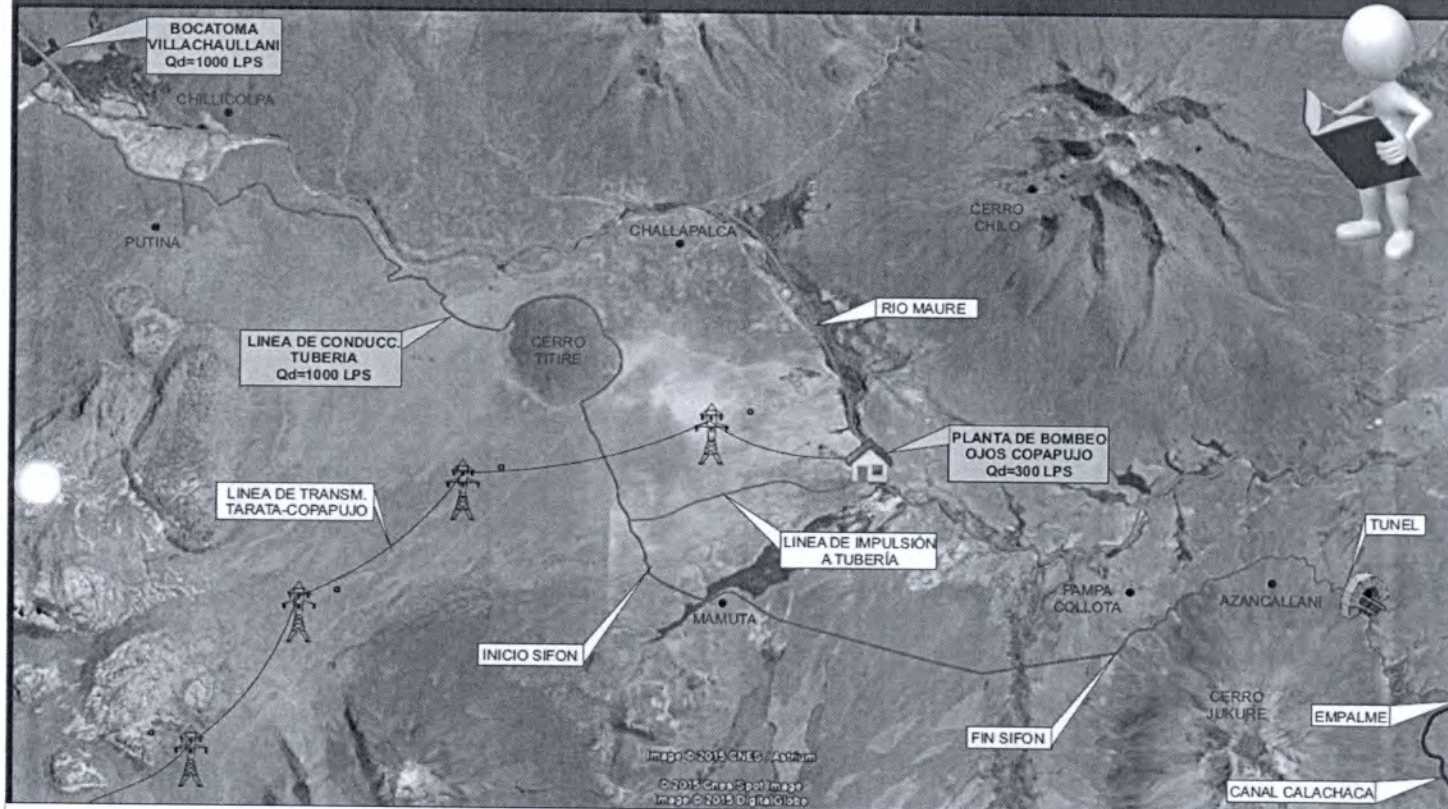 BOCATOMA
VILLACHAULLANI
Qd=1000 LPS
CHILLICOLPA
PUTINA
CHALLAPALCA
CERRO
CHILO
RIO MAURE
LINEA DE CONDUCC.
TUBERIA
Qd=1000 LPS
CERRO
TITIRE
PLANTA DE BOMBEO
OJOS COPAPUJO
Qd=300 LPS
LINEA DE TRANSM.
TARATA-COPAPUJO
LINEA DE IMPULSIÓN
A TUBERÍA
TUNEL
PAMPA
COLLOTA
AZANCALLANI
MAMUTA
INICIO SIFON
FIN SIFON
CERRO
JUKURE
EMPALME
CANAL CALACHACA
Image © 2015 CNES / Astrium
© 2015 Cnes/Spot Image
Image © 2015 DigitalGlobe